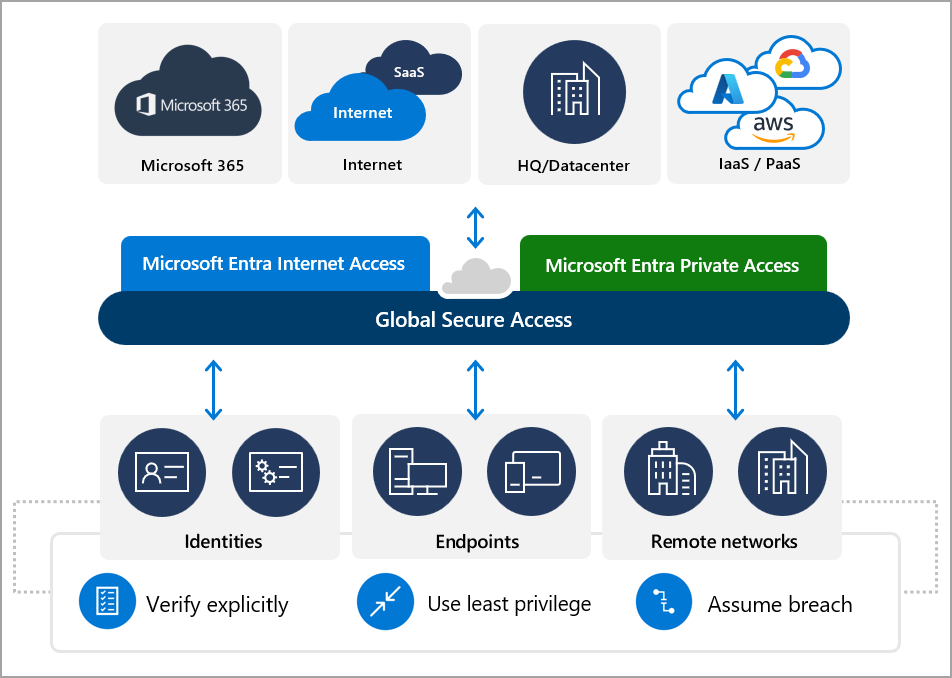 Microsoft 365
SaaS
Internet
aws
Microsoft 365
Internet
HQ/Datacenter
IaaS / PaaS
Microsoft Entra Internet Access
Microsoft Entra Private Access
Global Secure Access
Identities
Endpoints
Remote networks
Verify explicitly
Use least privilege
Assume breach